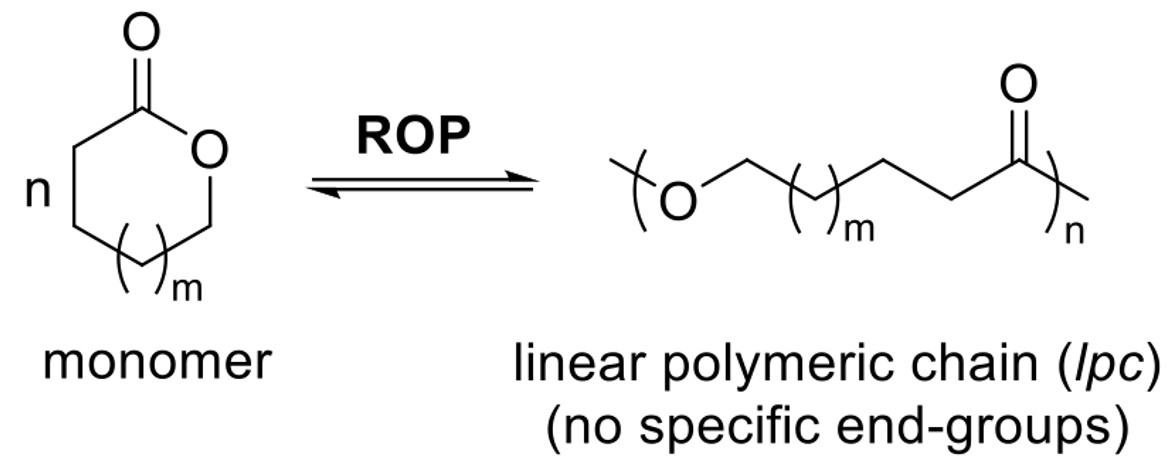 O
O
n
( )m
monomer
ROP
O
( O ( )m )n
linear polymeric chain (lpc)
(no specific end-groups)